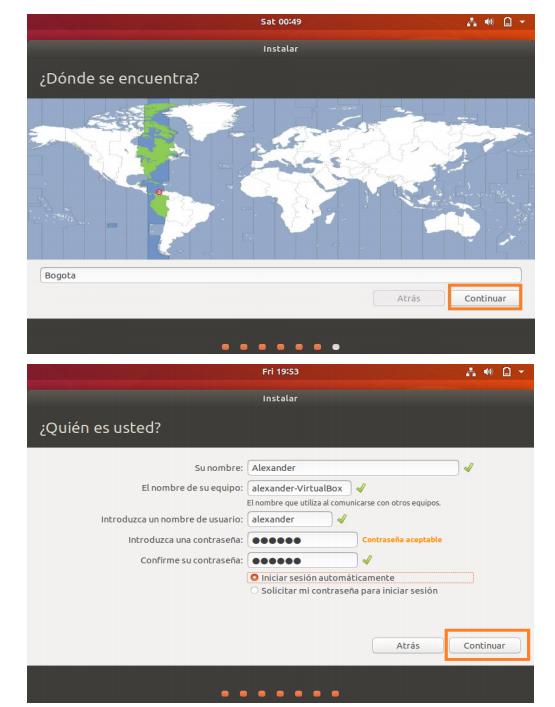 Sat 00:49
Instalar
¿Dónde se encuentra?
Bogota
Atrás
Continuar
Fri 19:53
Instalar
¿Quién es usted?
Su nombre: Alexander
El nombre de su equipo: alexander-VirtualBox
El nombre que utiliza al comunicarse con otros equipos.
Introduzca un nombre de usuario: alexander
Introduzca una contraseña: ●●●●●● Contraseña aceptable
Confirme su contraseña: ●●●●●●
Iniciar sesión automáticamente
Solicitar mi contraseña para iniciar sesión
Atrás
Continuar